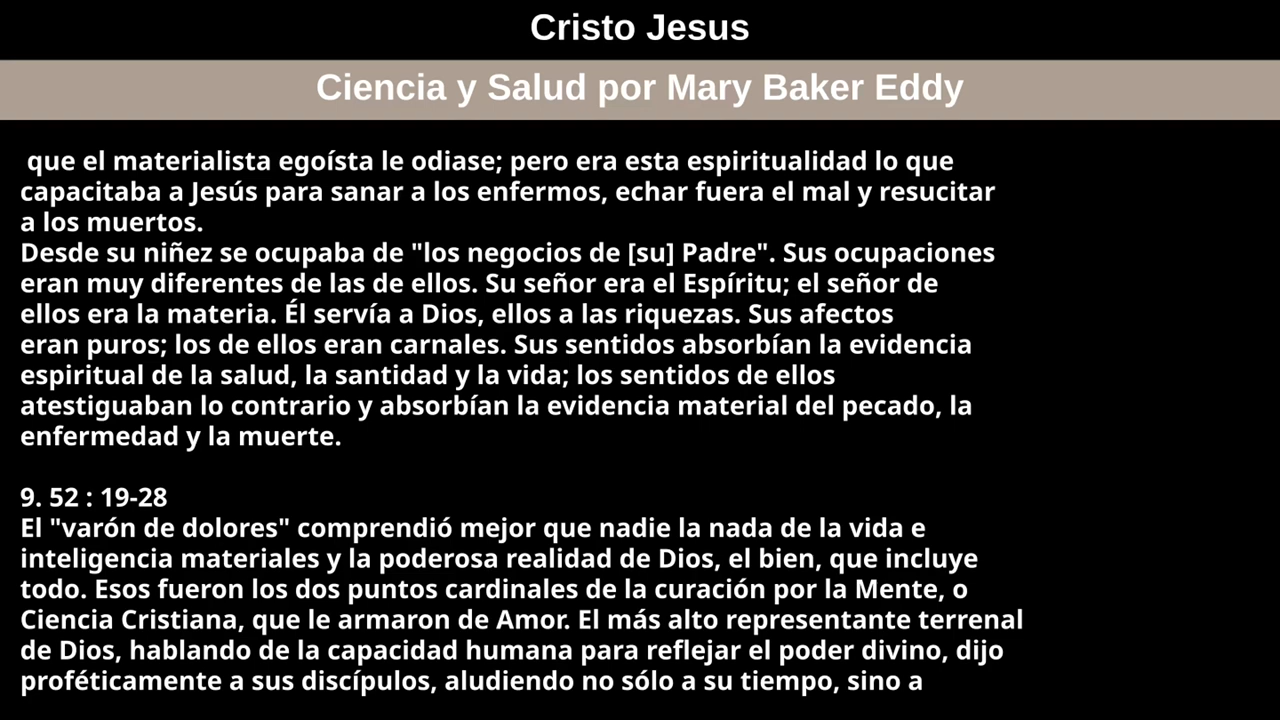 Cristo Jesus
Ciencia y Salud por Mary Baker Eddy
que el materialista egoísta le odiase; pero era esta espiritualidad lo que
capacitaba a Jesús para sanar a los enfermos, echar fuera el mal y resucitar
a los muertos.
Desde su niñez se ocupaba de "los negocios de [su] Padre". Sus ocupaciones
eran muy diferentes de las de ellos. Su señor era el Espíritu; el señor de
ellos era la materia. Él servía a Dios, ellos a las riquezas. Sus afectos
eran puros; los de ellos eran carnales. Sus sentidos absorbían la evidencia
espiritual de la salud, la santidad y la vida; los sentidos de ellos
atestiguaban lo contrario y absorbían la evidencia material del pecado, la
enfermedad y la muerte.
9. 52 : 19-28
El "varón de dolores" comprendió mejor que nadie la nada de la vida e
inteligencia materiales y la poderosa realidad de Dios, el bien, que incluye
todo. Esos fueron los dos puntos cardinales de la curación por la Mente, o
Ciencia Cristiana, que le armaron de Amor. El más alto representante terrenal
de Dios, hablando de la capacidad humana para reflejar el poder divino, dijo
proféticamente a sus discípulos, aludiendo no sólo a su tiempo, sino a